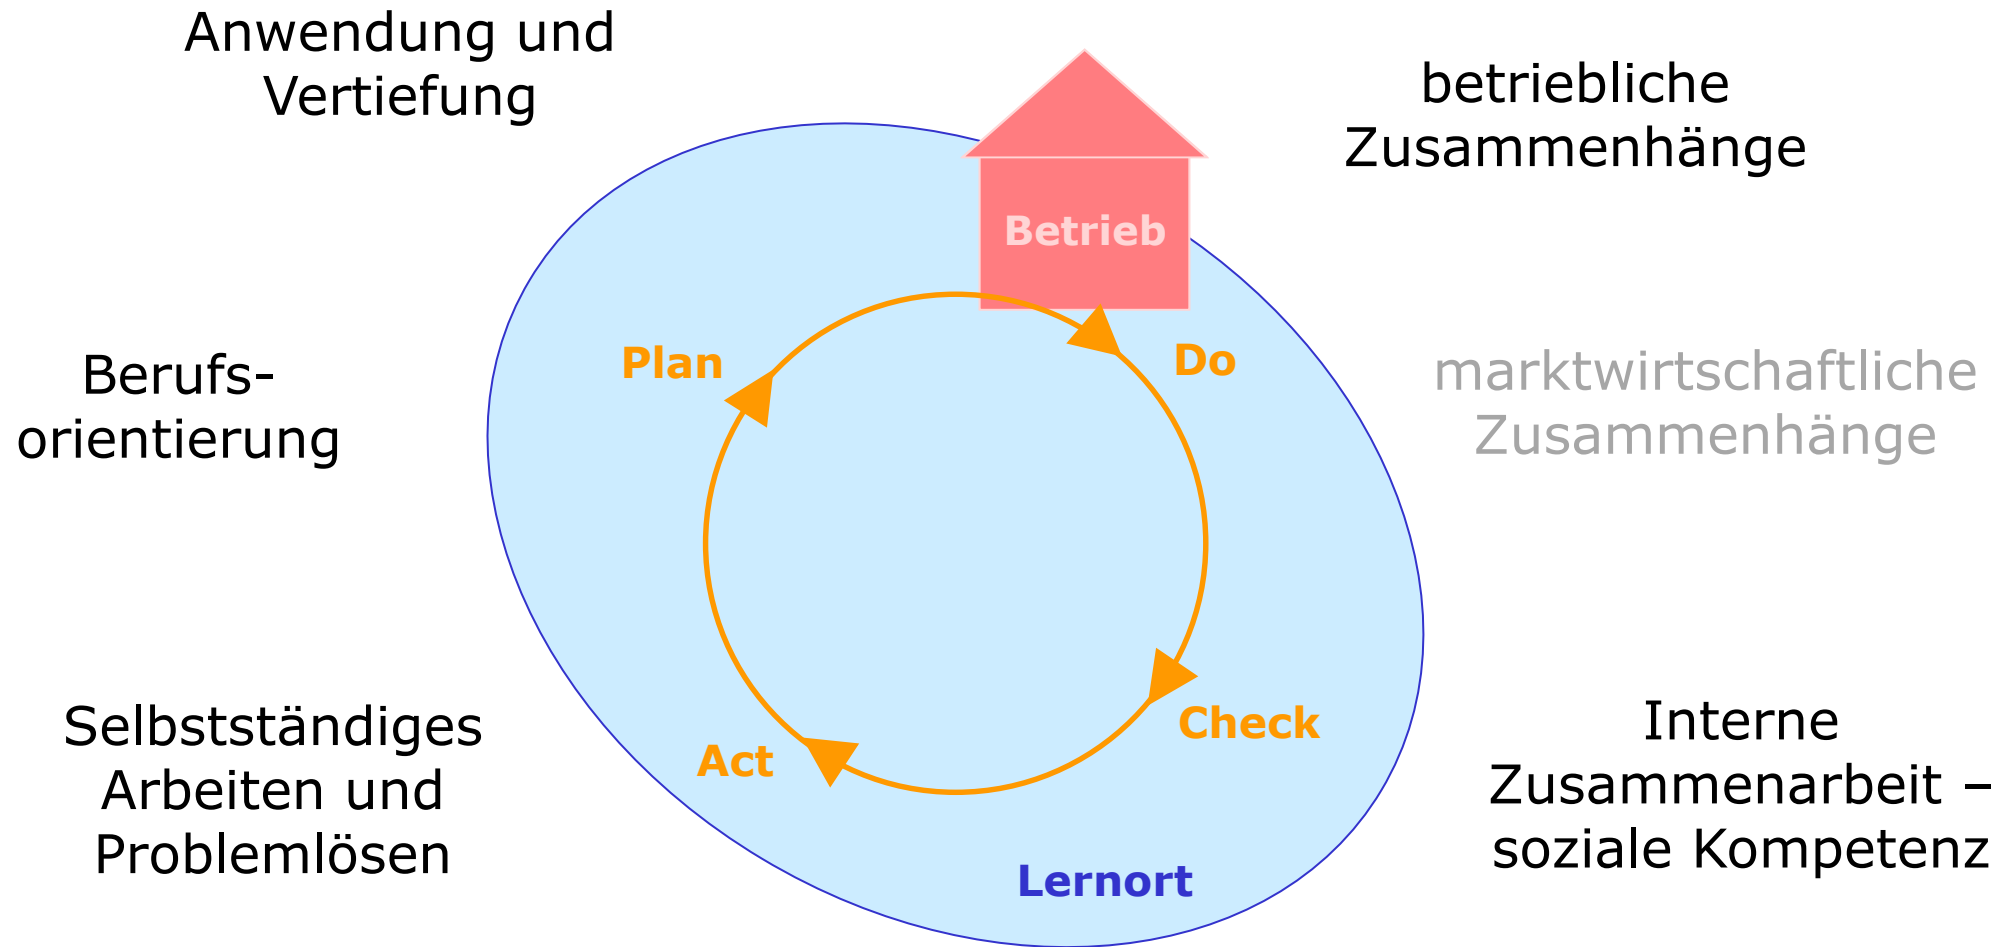 Anwendung und
Vertiefung
betriebliche
Zusammenhänge
Betrieb
Plan
Do
Berufs-
orientierung
marktwirtschaftliche
Zusammenhänge
Selbstständiges
Arbeiten und
Problemlösen
Act
Check
Interne
Zusammenarbeit –
soziale Kompetenz
Lernort